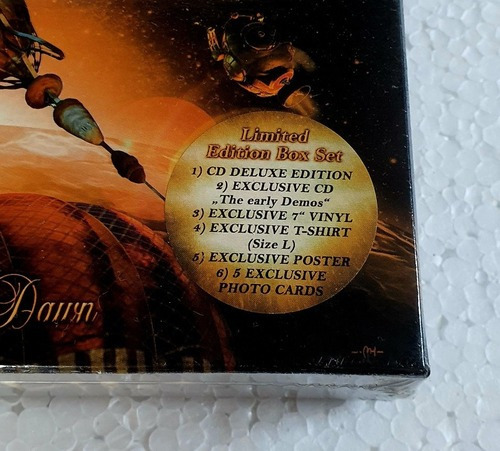 Limited
Edition Box Set
1) CD DELUXE EDITION
2) EXCLUSIVE CD
„The early Demos“
3) EXCLUSIVE 7“ VINYL
4) EXCLUSIVE T-SHIRT
(Size L)
5) EXCLUSIVE POSTER
6) 5 EXCLUSIVE
PHOTO CARDS
Dawn